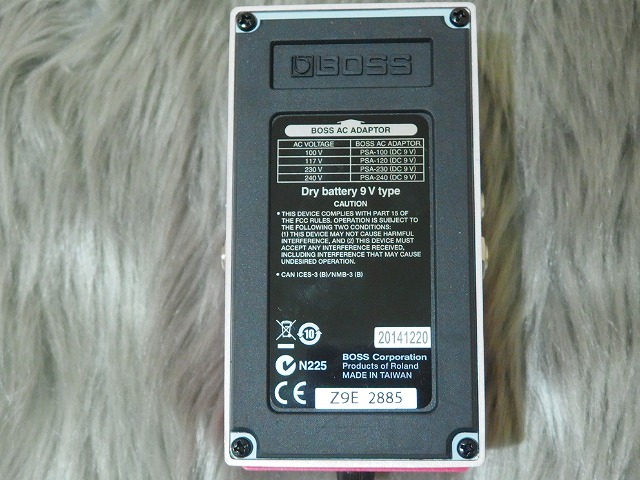 BOSS
BOSS AC ADAPTOR
AC VOLTAGE BOSS AC ADAPTOR
100 V PSA-100 (DC 9 V)
117 V PSA-120 (DC 9 V)
230 V PSA-230 (DC 9 V)
240 V PSA-240 (DC 9 V)
Dry battery 9 V type
CAUTION
• THIS DEVICE COMPLIES WITH PART 15 OF
THE FCC RULES. OPERATION IS SUBJECT TO
THE FOLLOWING TWO CONDITIONS:
(1) THIS DEVICE MAY NOT CAUSE HARMFUL
INTERFERENCE, AND (2) THIS DEVICE MUST
ACCEPT ANY INTERFERENCE RECEIVED,
INCLUDING INTERFERENCE THAT MAY CAUSE
UNDESIRED OPERATION.
• CAN ICES-3 (B)/NMB-3 (B)
10
20141220
N225
BOSS Corporation
Products of Roland
MADE IN TAIWAN
CE
Z9E 2885